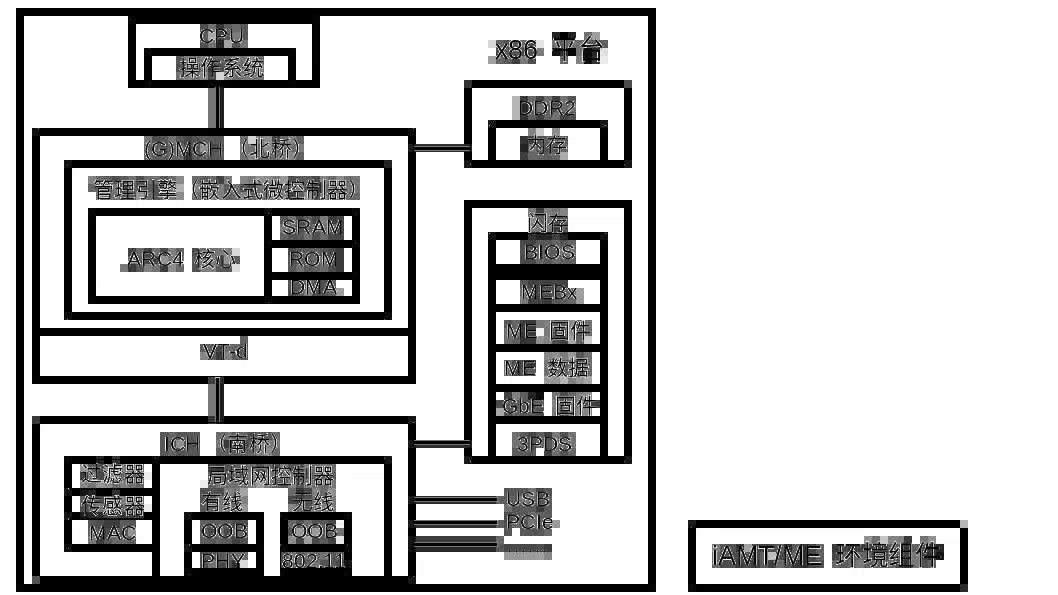 CPU
操作系统
x86 平台
DDR2
内存
(G)MCH （北桥）
管理引擎（嵌入式微控制器）
ARC4 核心
SRAM
ROM
DMA
VT-d
闪存
BIOS
MEBx
ME 固件
ME 数据
GbE 固件
3PDS
ICH （南桥）
过滤器
传感器
MAC
局域网控制器
有线
无线
OOB
OOB
PHY
802.11
USB
PCIe
............
iAMT/ME 环境组件